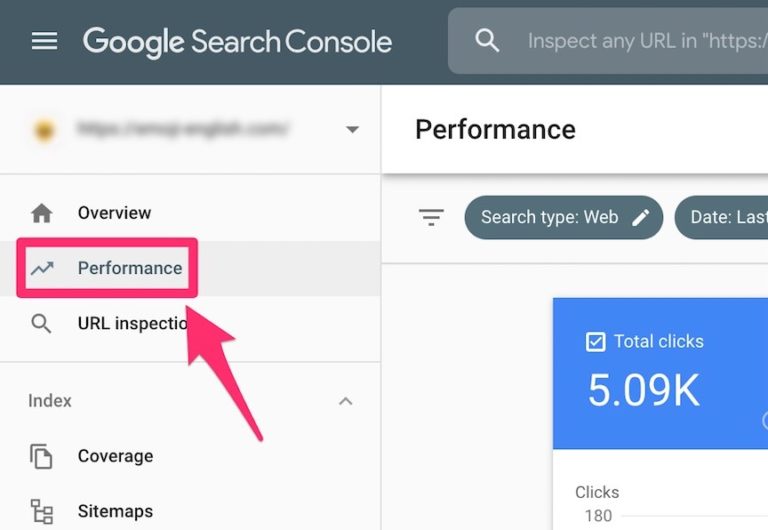 Google Search Console
Inspect any URL in "https:/
Performance
Overview
Search type: Web
Date: Last
Performance
URL inspectio
Total clicks
5.09K
Index
Coverage
Clicks
Sitemaps
180